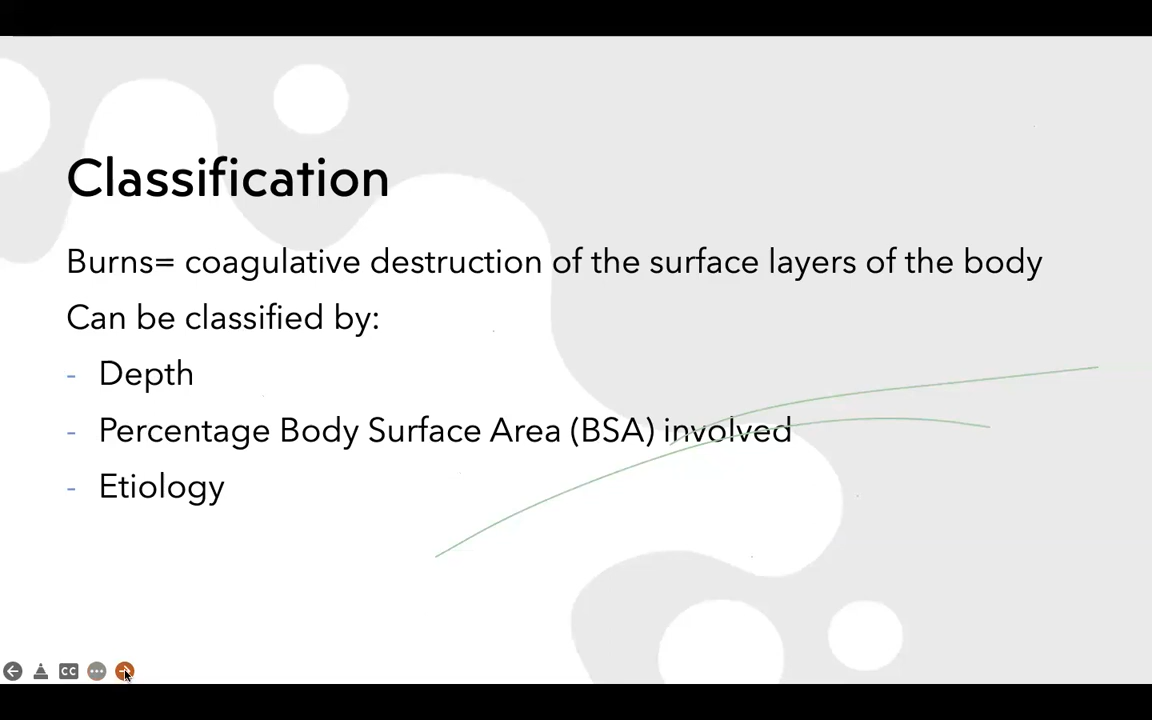 Classification
Burns= coagulative destruction of the surface layers of the body
Can be classified by:
- Depth
- Percentage Body Surface Area (BSA) involved
- Etiology
CC